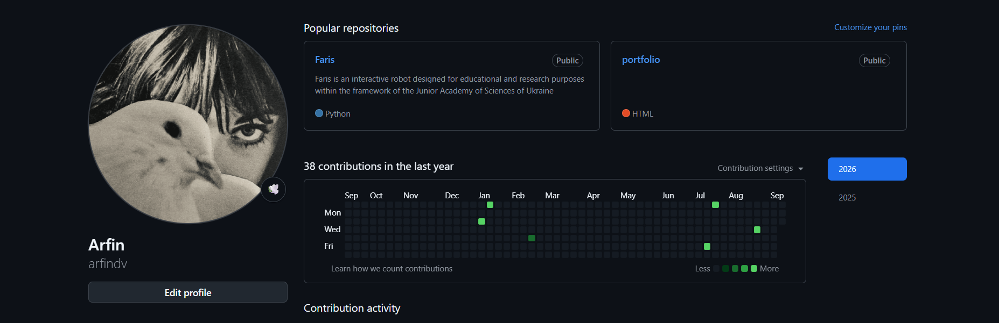 Popular repositories
Customize your pins
Faris
Public
Faris is an interactive robot designed for educational and research purposes
within the framework of the Junior Academy of Sciences of Ukraine
Python
portfolio
Public
HTML
Arfin
arfindv
Edit profile
38 contributions in the last year
Contribution settings
2026
2025
Sep Oct Nov Dec Jan Feb Mar Apr May Jun Jul Aug Sep
Mon
Wed
Fri
Learn how we count contributions
Less More
Contribution activity